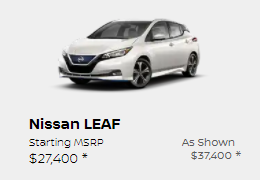 Nissan LEAF
Starting MSRP
$27,400 *
As Shown
$37,400 *